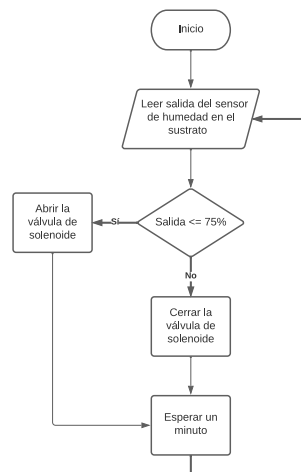 Inicio
Leer salida del sensor
de humedad en el
sustrato
Abrir la
válvula de
solenoide
Sí
Salida <= 75%
No
Cerrar la
válvula de
solenoide
Esperar un
minuto